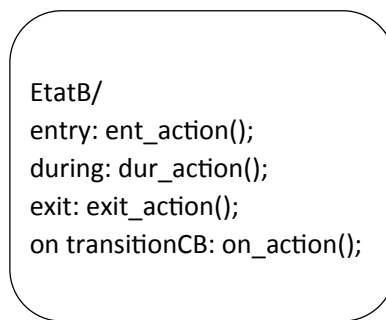 EtatB/
entry: ent_action();
during: dur_action();
exit: exit_action();
on transitionCB: on_action();